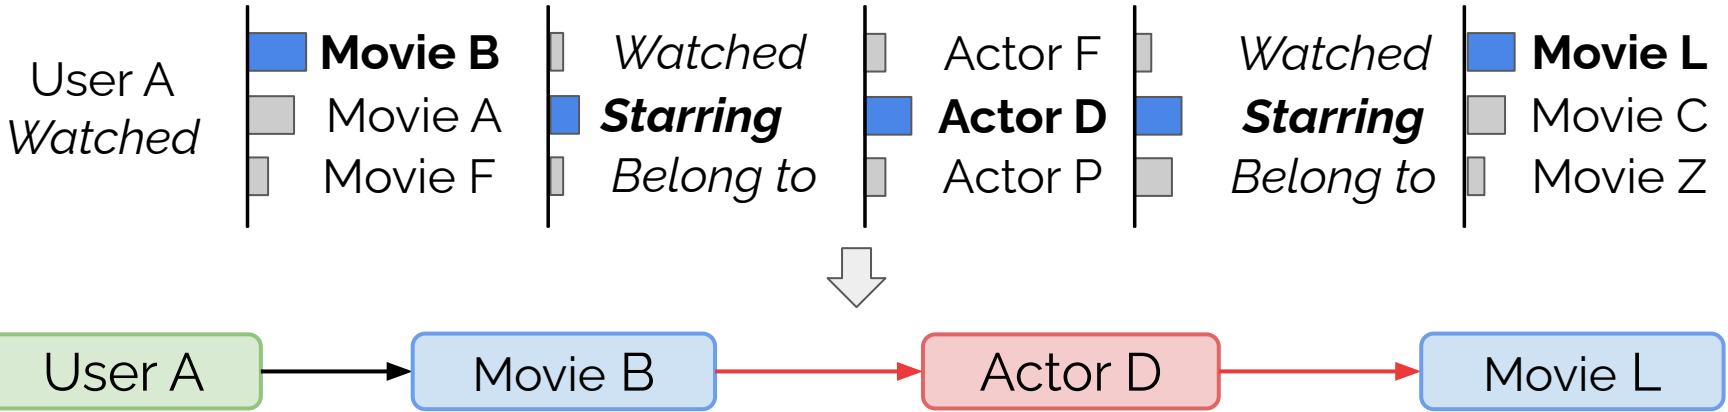 User A
Watched
Movie B
Movie A
Movie F
Watched
Starring
Belong to
Actor F
Actor D
Actor P
Watched
Starring
Belong to
Movie L
Movie C
Movie Z
User A
Movie B
Actor D
Movie L